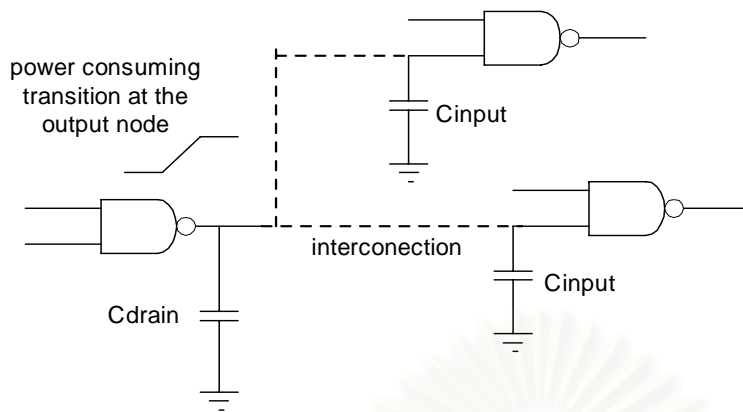 power consuming
transition at the
output node
Cinput
interconection
Cinput
Cdrain